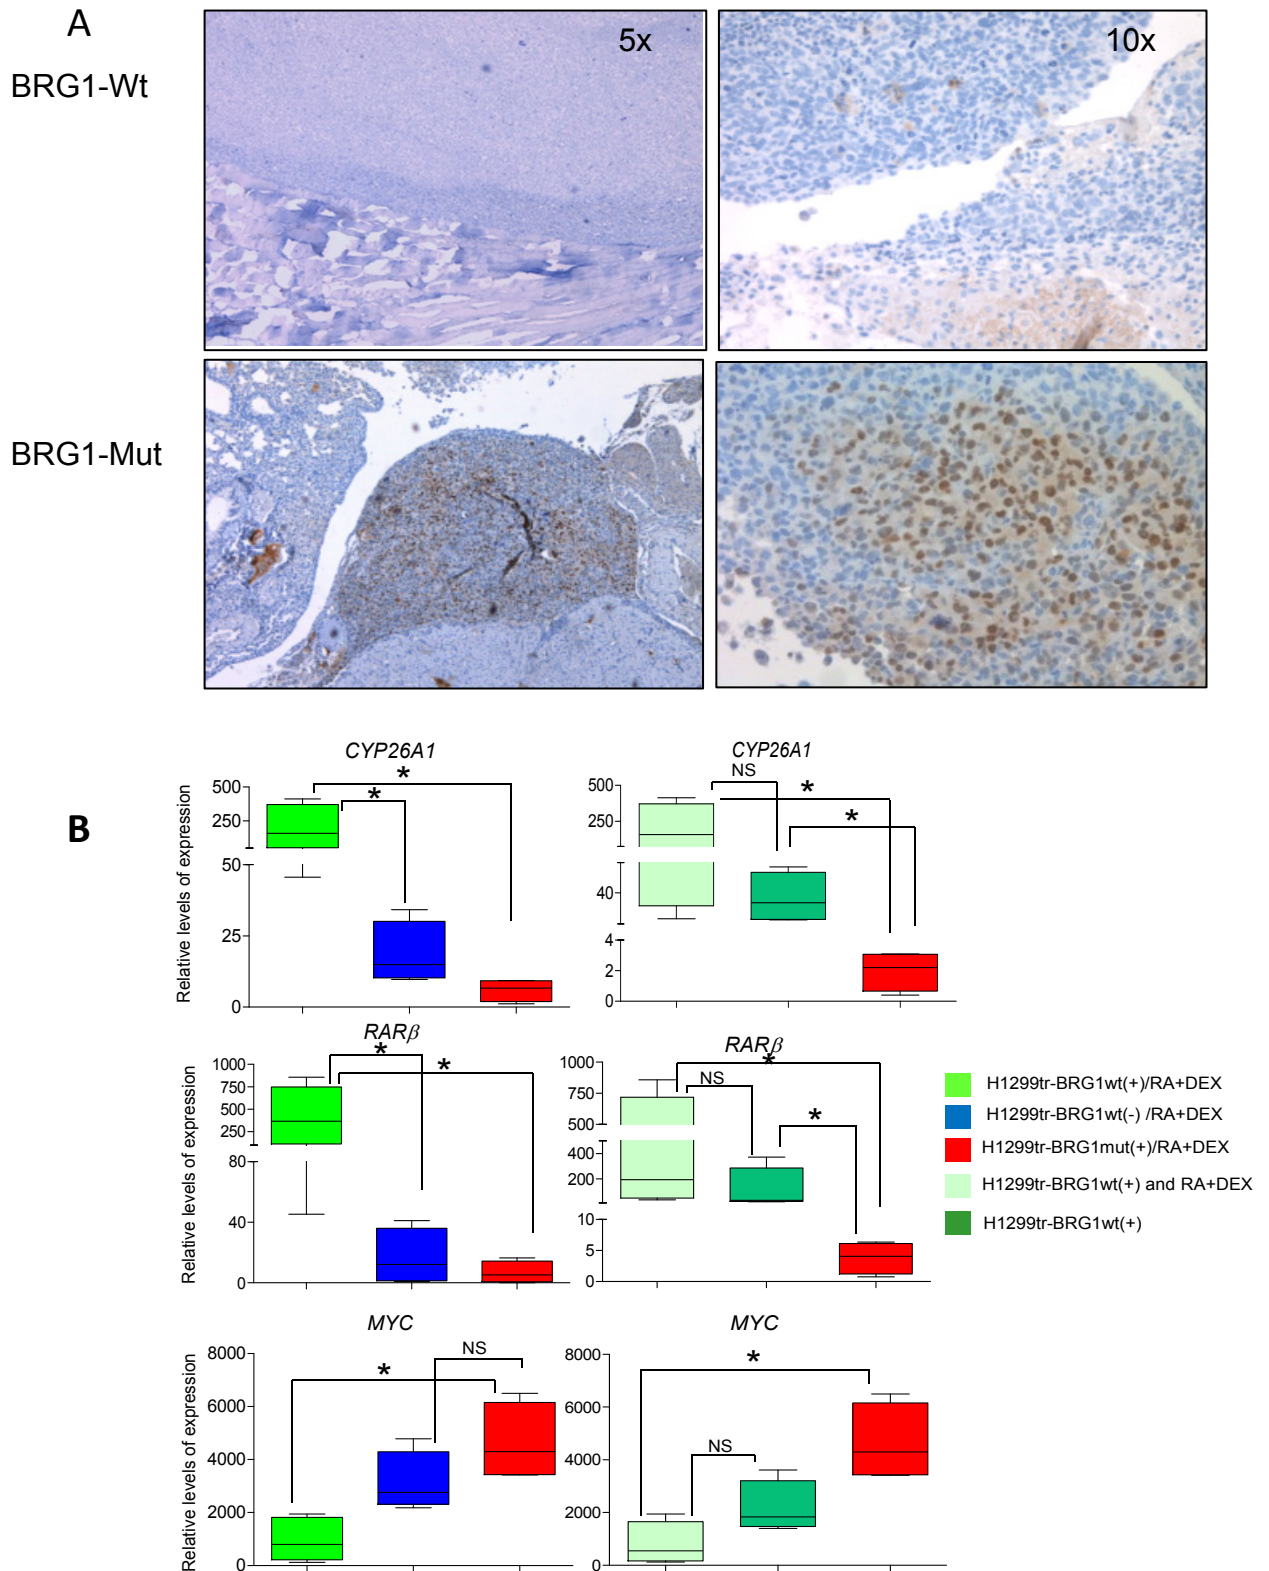 A
5x
10x
BRG1-Wt
BRG1-Mut
B
CYP26A1
CYP26A1
*
*
NS
*
*
Relative levels of expression
500
250
50
25
0
500
250
40
4
2
0
RARβ
RARβ
*
*
*
NS
*
Relative levels of expression
1000
750
500
250
80
40
0
1000
750
500
400
200
10
5
0
H1299tr-BRG1wt(+)/RA+DEX
H1299tr-BRG1wt(-) /RA+DEX
H1299tr-BRG1mut(+)/RA+DEX
H1299tr-BRG1wt(+) and RA+DEX
H1299tr-BRG1wt(+)
MYC
MYC
*
NS
*
NS
Relative levels of expression
8000
6000
4000
2000
0
8000
6000
4000
2000
0